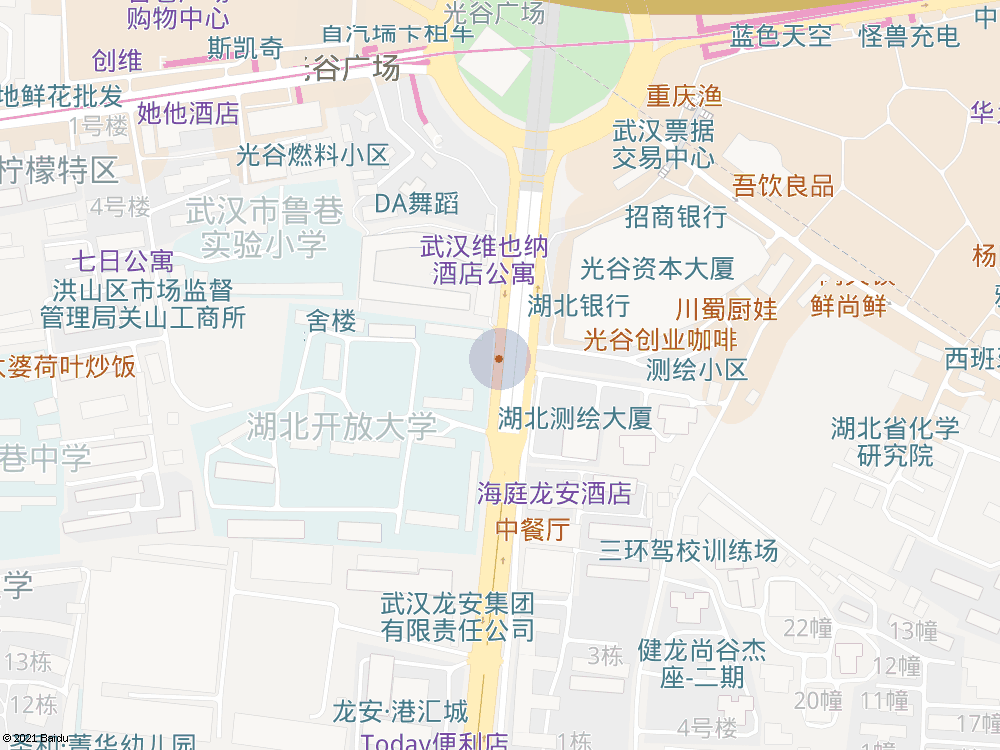 购物中心
光谷广场
中
斯凯奇
自汽瑞卡租车
蓝色天空
怪兽充电
创维
谷广场
地鲜花批发
她他酒店
重庆渔
1号楼
武汉票据
交易中心
光谷燃料小区
柠檬特区
吾饮良品
4号楼
武汉市鲁巷
实验小学
DA舞蹈
招商银行
武汉维也纳
酒店公寓
七日公寓
光谷资本大厦
杨
洪山区市场监督
管理局关山工商所
湖北银行
舍楼
川蜀厨娃
鲜尚鲜
光谷创业咖啡
太婆荷叶炒饭
测绘小区
西班牙
湖北开放大学
湖北测绘大厦
湖北省化学
研究院
巷中学
海庭龙安酒店
中餐厅
三环驾校训练场
学
武汉龙安集团
有限责任公司
22幢
13幢
13栋
3栋
健龙尚谷杰
座-二期
12幢
12栋
20幢
11幢
龙安·港汇城
4号楼
17幢
Today便利店
1栋
圣和·菁华幼儿园
© 2021 Baidu